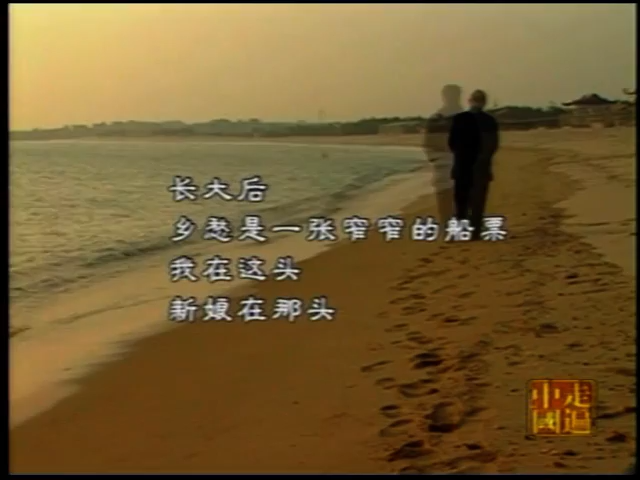 长大后
乡愁是一张窄窄的船票
我在这头
新娘在那头
走遍
中國